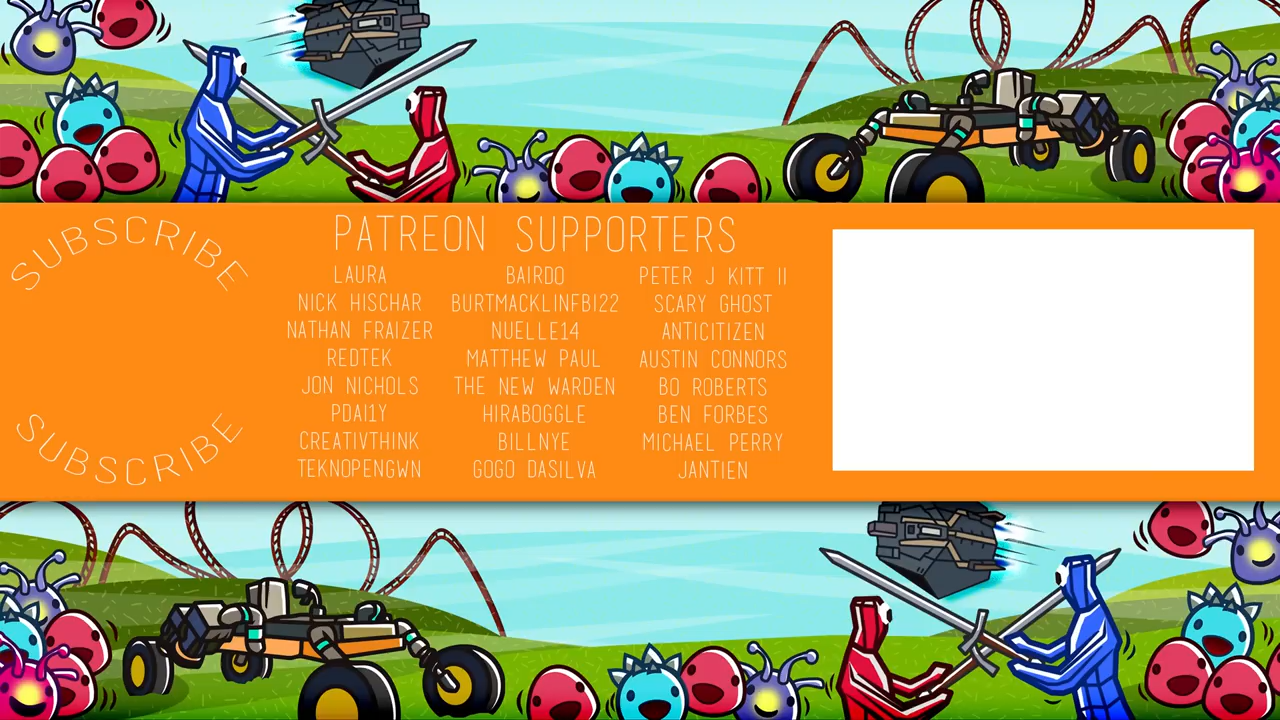 SUBSCRIBE
PATREON SUPPORTERS
LAURA BAIRDO PETER J KITT II
NICK HISCHAR BURTMACKLINFBI22 SCARY GHOST
NATHAN FRAIZER NUELLE14 ANTICITIZEN
REDTEK MATTHEW PAUL AUSTIN CONNORS
JON NICHOLS THE NEW WARDEN BO ROBERTS
PDAI1Y HIRABOGGLE BEN FORBES
CREATIVTHINK BILLNYE MICHAEL PERRY
TEKNOPENGWN GOGO DASILVA JANTIEN
SUBSCRIBE